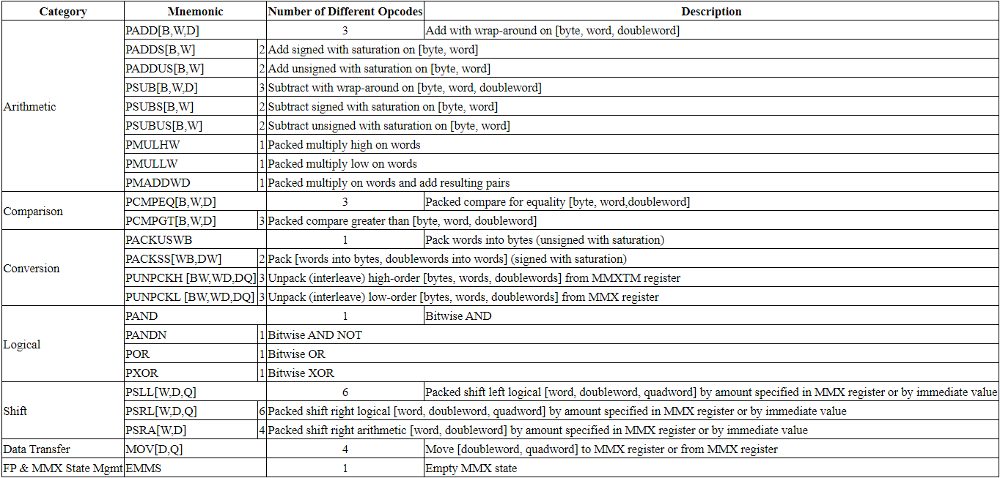 Category Mnemonic Number of Different Opcodes Description
Arithmetic
PADD[B,W,D] 3 Add with wrap-around on [byte, word, doubleword]
PADDS[B,W] 2 Add signed with saturation on [byte, word]
PADDUS[B,W] 2 Add unsigned with saturation on [byte, word]
PSUB[B,W,D] 3 Subtract with wrap-around on [byte, word, doubleword]
PSUBS[B,W] 2 Subtract signed with saturation on [byte, word]
PSUBUS[B,W] 2 Subtract unsigned with saturation on [byte, word]
PMULHW 1 Packed multiply high on words
PMULLW 1 Packed multiply low on words
PMADDWD 1 Packed multiply on words and add resulting pairs
Comparison
PCMPEQ[B,W,D] 3 Packed compare for equality [byte, word,doubleword]
PCMPGT[B,W,D] 3 Packed compare greater than [byte, word, doubleword]
Conversion
PACKUSWB 1 Pack words into bytes (unsigned with saturation)
PACKSS[WB,DW] 2 Pack [words into bytes, doublewords into words] (signed with saturation)
PUNPCKH [BW,WD,DQ] 3 Unpack (interleave) high-order [bytes, words, doublewords] from MMXTM register
PUNPCKL [BW,WD,DQ] 3 Unpack (interleave) low-order [bytes, words, doublewords] from MMX register
Logical
PAND 1 Bitwise AND
PANDN 1 Bitwise AND NOT
POR 1 Bitwise OR
PXOR 1 Bitwise XOR
Shift
PSLL[W,D,Q] 6 Packed shift left logical [word, doubleword, quadword] by amount specified in MMX register or by immediate value
PSRL[W,D,Q] 6 Packed shift right logical [word, doubleword, quadword] by amount specified in MMX register or by immediate value
PSRA[W,D] 4 Packed shift right arithmetic [word, doubleword] by amount specified in MMX register or by immediate value
Data Transfer MOV[D,Q] 4 Move [doubleword, quadword] to MMX register or from MMX register
FP & MMX State Mgmt EMMS 1 Empty MMX state